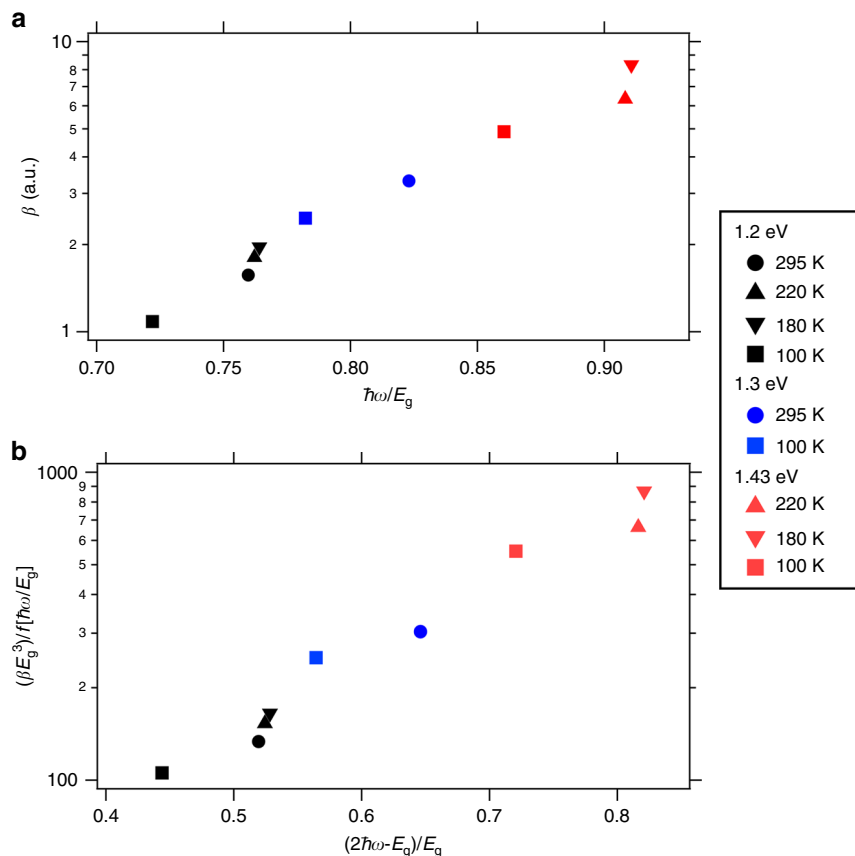 a
10
9
8
7
6
5
4
3
2
1
β (a.u.)
0.70 0.75 0.80 0.85 0.90
ℏω/Eg
b
1000
9
8
7
6
5
4
3
2
100
(βEg³)/f[ℏω/Eg]
0.4 0.5 0.6 0.7 0.8
(2ℏω-Eg)/Eg
1.2 eV
295 K
220 K
180 K
100 K
1.3 eV
295 K
100 K
1.43 eV
220 K
180 K
100 K